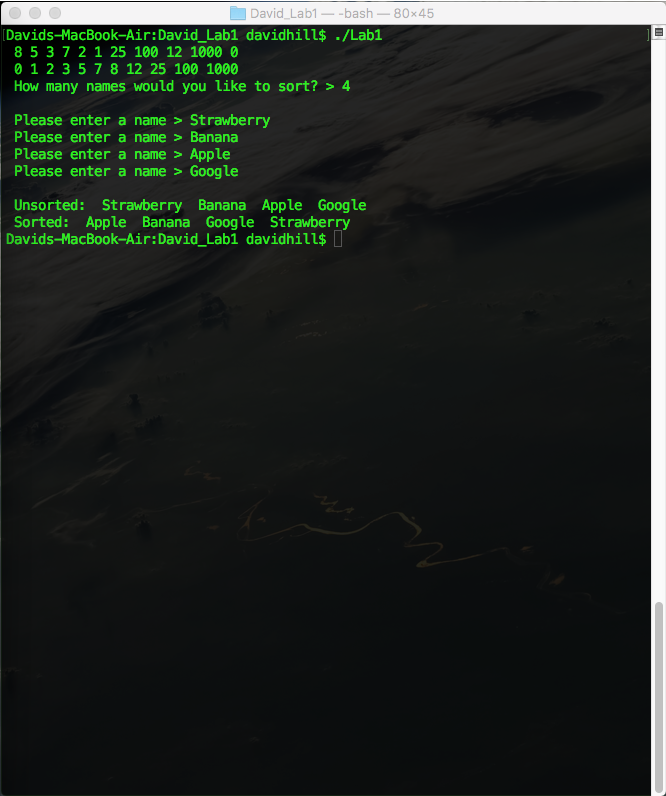 David_Lab1 — -bash — 80×45
Davids-MacBook-Air:David_Lab1 davidhill$ ./Lab1
8 5 3 7 2 1 25 100 12 1000 0
0 1 2 3 5 7 8 12 25 100 1000
How many names would you like to sort? > 4
Please enter a name > Strawberry
Please enter a name > Banana
Please enter a name > Apple
Please enter a name > Google
Unsorted:  Strawberry  Banana  Apple  Google
Sorted:  Apple  Banana  Google  Strawberry
Davids-MacBook-Air:David_Lab1 davidhill$